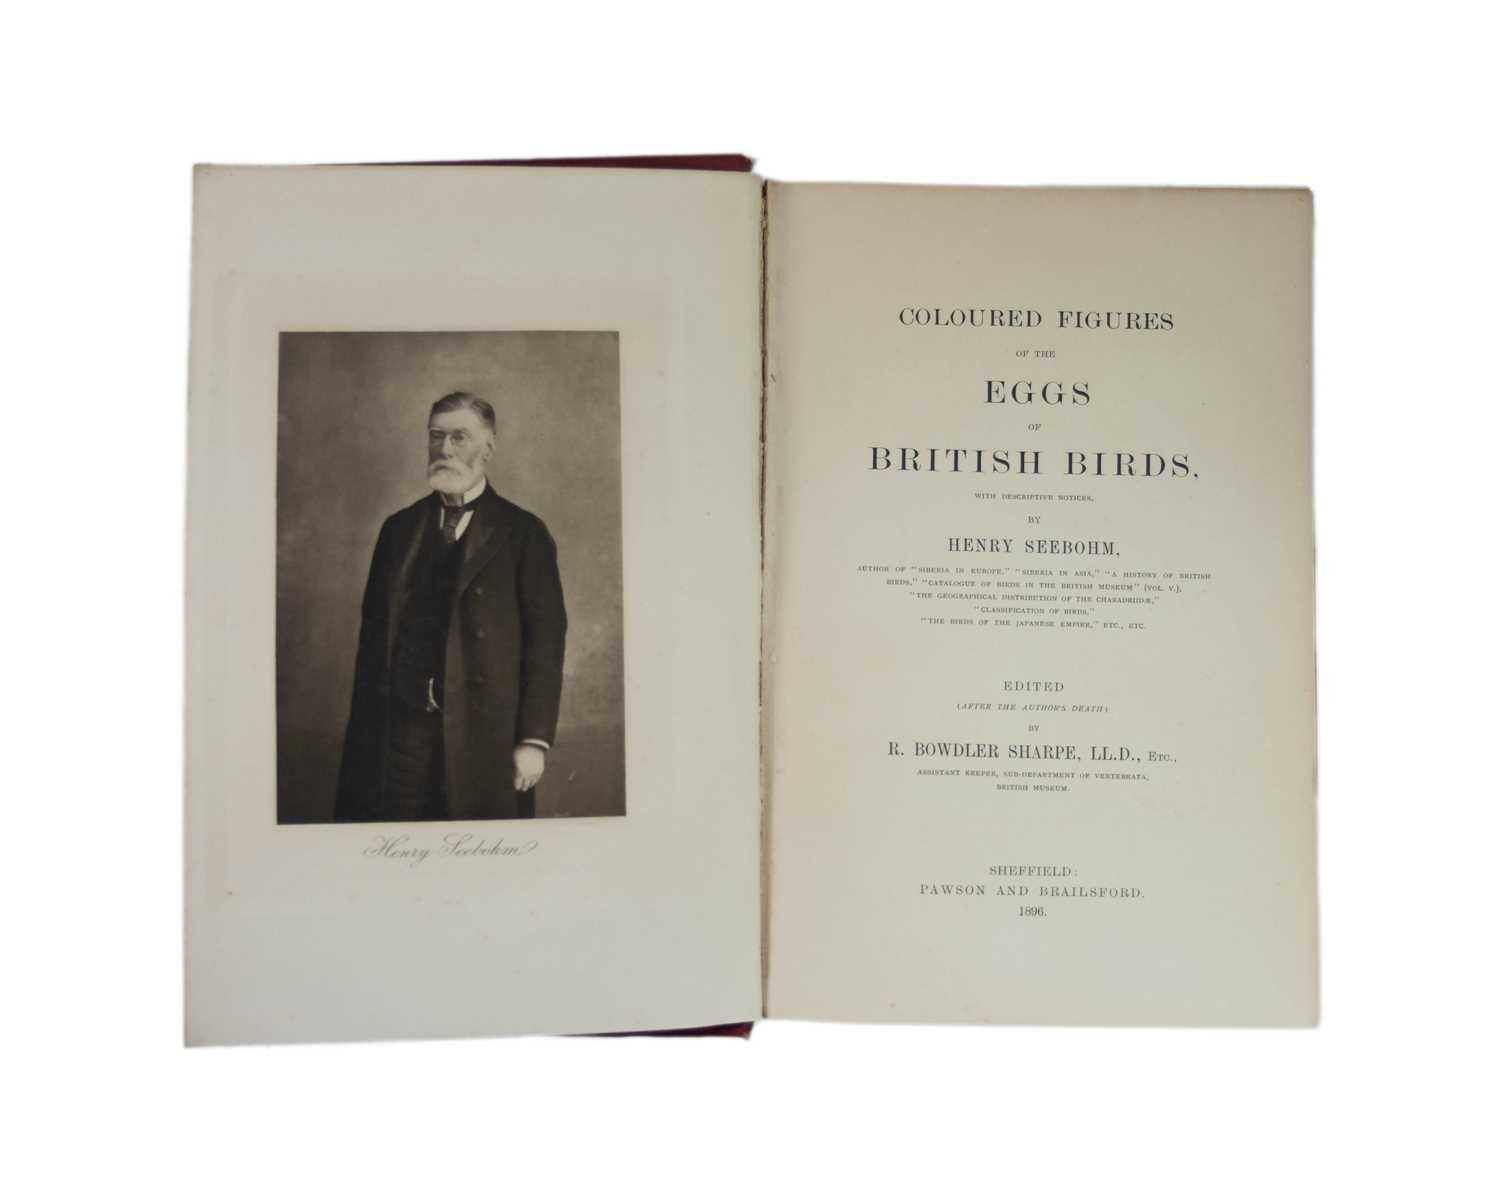 Henry Seebohm
COLOURED FIGURES
OF THE
EGGS
OF
BRITISH BIRDS,
WITH DESCRIPTIVE NOTICES,
BY
HENRY SEEBOHM,
AUTHOR OF "SIBERIA IN EUROPE," "SIBERIA IN ASIA," "A HISTORY OF BRITISH
BIRDS," "CATALOGUE OF BIRDS IN THE BRITISH MUSEUM" (VOL. V.),
"THE GEOGRAPHICAL DISTRIBUTION OF THE CHARADRIIDÆ,"
"CLASSIFICATION OF BIRDS,"
"THE BIRDS OF THE JAPANESE EMPIRE," ETC., ETC.
EDITED
(AFTER THE AUTHOR'S DEATH)
BY
R. BOWDLER SHARPE, LL.D., ETC.,
ASSISTANT KEEPER, SUB-DEPARTMENT OF VERTEBRATA,
BRITISH MUSEUM.
SHEFFIELD:
PAWSON AND BRAILSFORD.
1896.